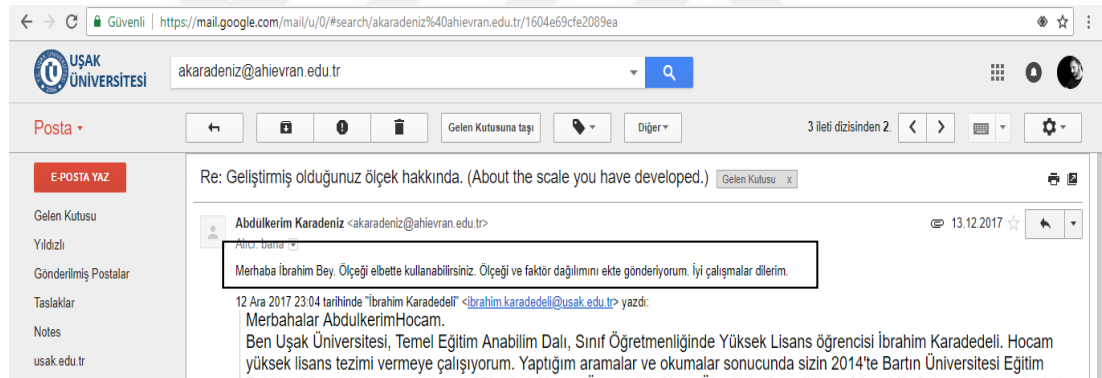 Güvenli | https://mail.google.com/mail/u/0/#search/akaradeniz%40ahievran.edu.tr/1604e69cfe2089ea
UŞAK ÜNİVERSİTESİ
akaradeniz@ahievran.edu.tr
Posta
Gelen Kutusuna taşı
Diğer
3 ileti dizisinden 2.
E-POSTA YAZ
Gelen Kutusu
Yıldızlı
Gönderilmiş Postalar
Taslaklar
Notes
usak.edu.tr
Re: Geliştirmiş olduğunuz ölçek hakkında. (About the scale you have developed.) Gelen Kutusu x
Abdülkerim Karadeniz <akaradeniz@ahievran.edu.tr> 13.12.2017
Alıcı: bana
Merhaba İbrahim Bey. Ölçeği elbette kullanabilirsiniz. Ölçeği ve faktör dağılımını ekte gönderiyorum. İyi çalışmalar dilerim.
12 Ara 2017 23:04 tarihinde "İbrahim Karadedeli" <ibrahim.karadedeli@usak.edu.tr> yazdı:
Merbahalar AbdulkerimHocam.
Ben Uşak Üniversitesi, Temel Eğitim Anabilim Dalı, Sınıf Öğretmenliğinde Yüksek Lisans öğrencisi İbrahim Karadedeli. Hocam
yüksek lisans tezimi vermeye çalışıyorum. Yaptığım aramalar ve okumalar sonucunda sizin 2014'te Bartın Üniversitesi Eğitim